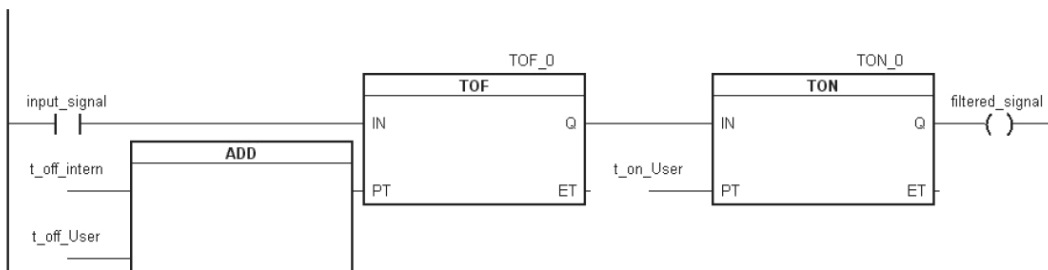 TOF_0 TON_0
TOF TON
input_signal filtered_signal
IN Q IN Q
ADD
t_off_intern t_on_User
PT ET PT ET
t_off_User